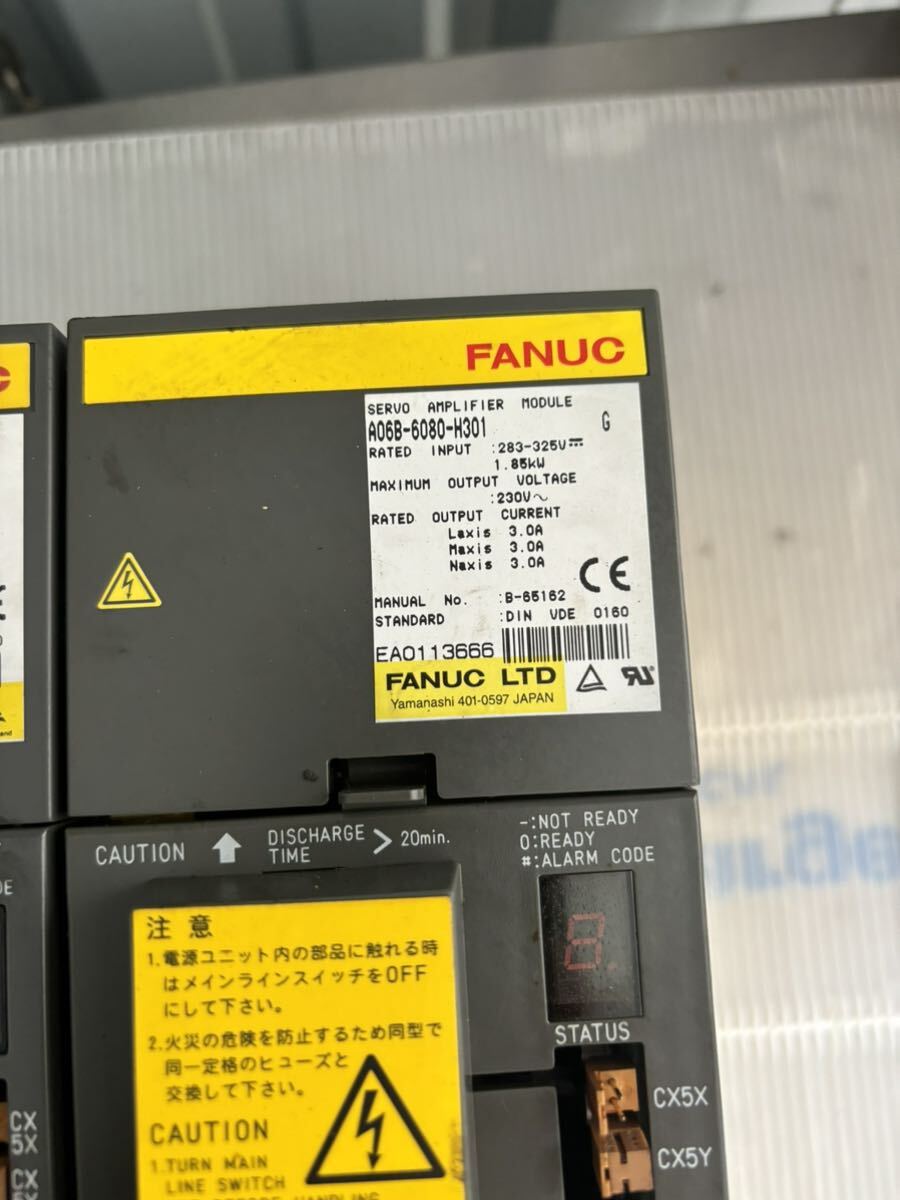 FANUC
SERVO AMPLIFIER MODULE
A06B-6080-H301 G
RATED INPUT :283-325V⎓
1.85kW
MAXIMUM OUTPUT VOLTAGE
:230V～
RATED OUTPUT CURRENT
Laxis 3.0A
Maxis 3.0A
Naxis 3.0A
CE
MANUAL No. :B-65162
STANDARD :DIN VDE 0160
EA0113666
FANUC LTD
Yamanashi 401-0597 JAPAN
CAUTION DISCHARGE TIME > 20min.
-:NOT READY
0:READY
#:ALARM CODE
8.
STATUS
CX5X
CX5Y
注意
1.電源ユニット内の部品に触れる時
はメインラインスイッチをOFF
にして下さい。
2.火災の危険を防止するため同型で
同一定格のヒューズと
交換して下さい。
CAUTION
1.TURN MAIN
LINE SWITCH
CX
5X
CX